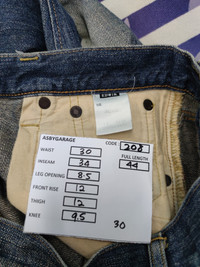 EDWIN
ASBYGARAGE
CODE 208
WAIST 30
INSEAM 34
FULL LENGTH 44
LEG OPENING 8.5
FRONT RISE 12
THIGH 12
KNEE 9.5
30